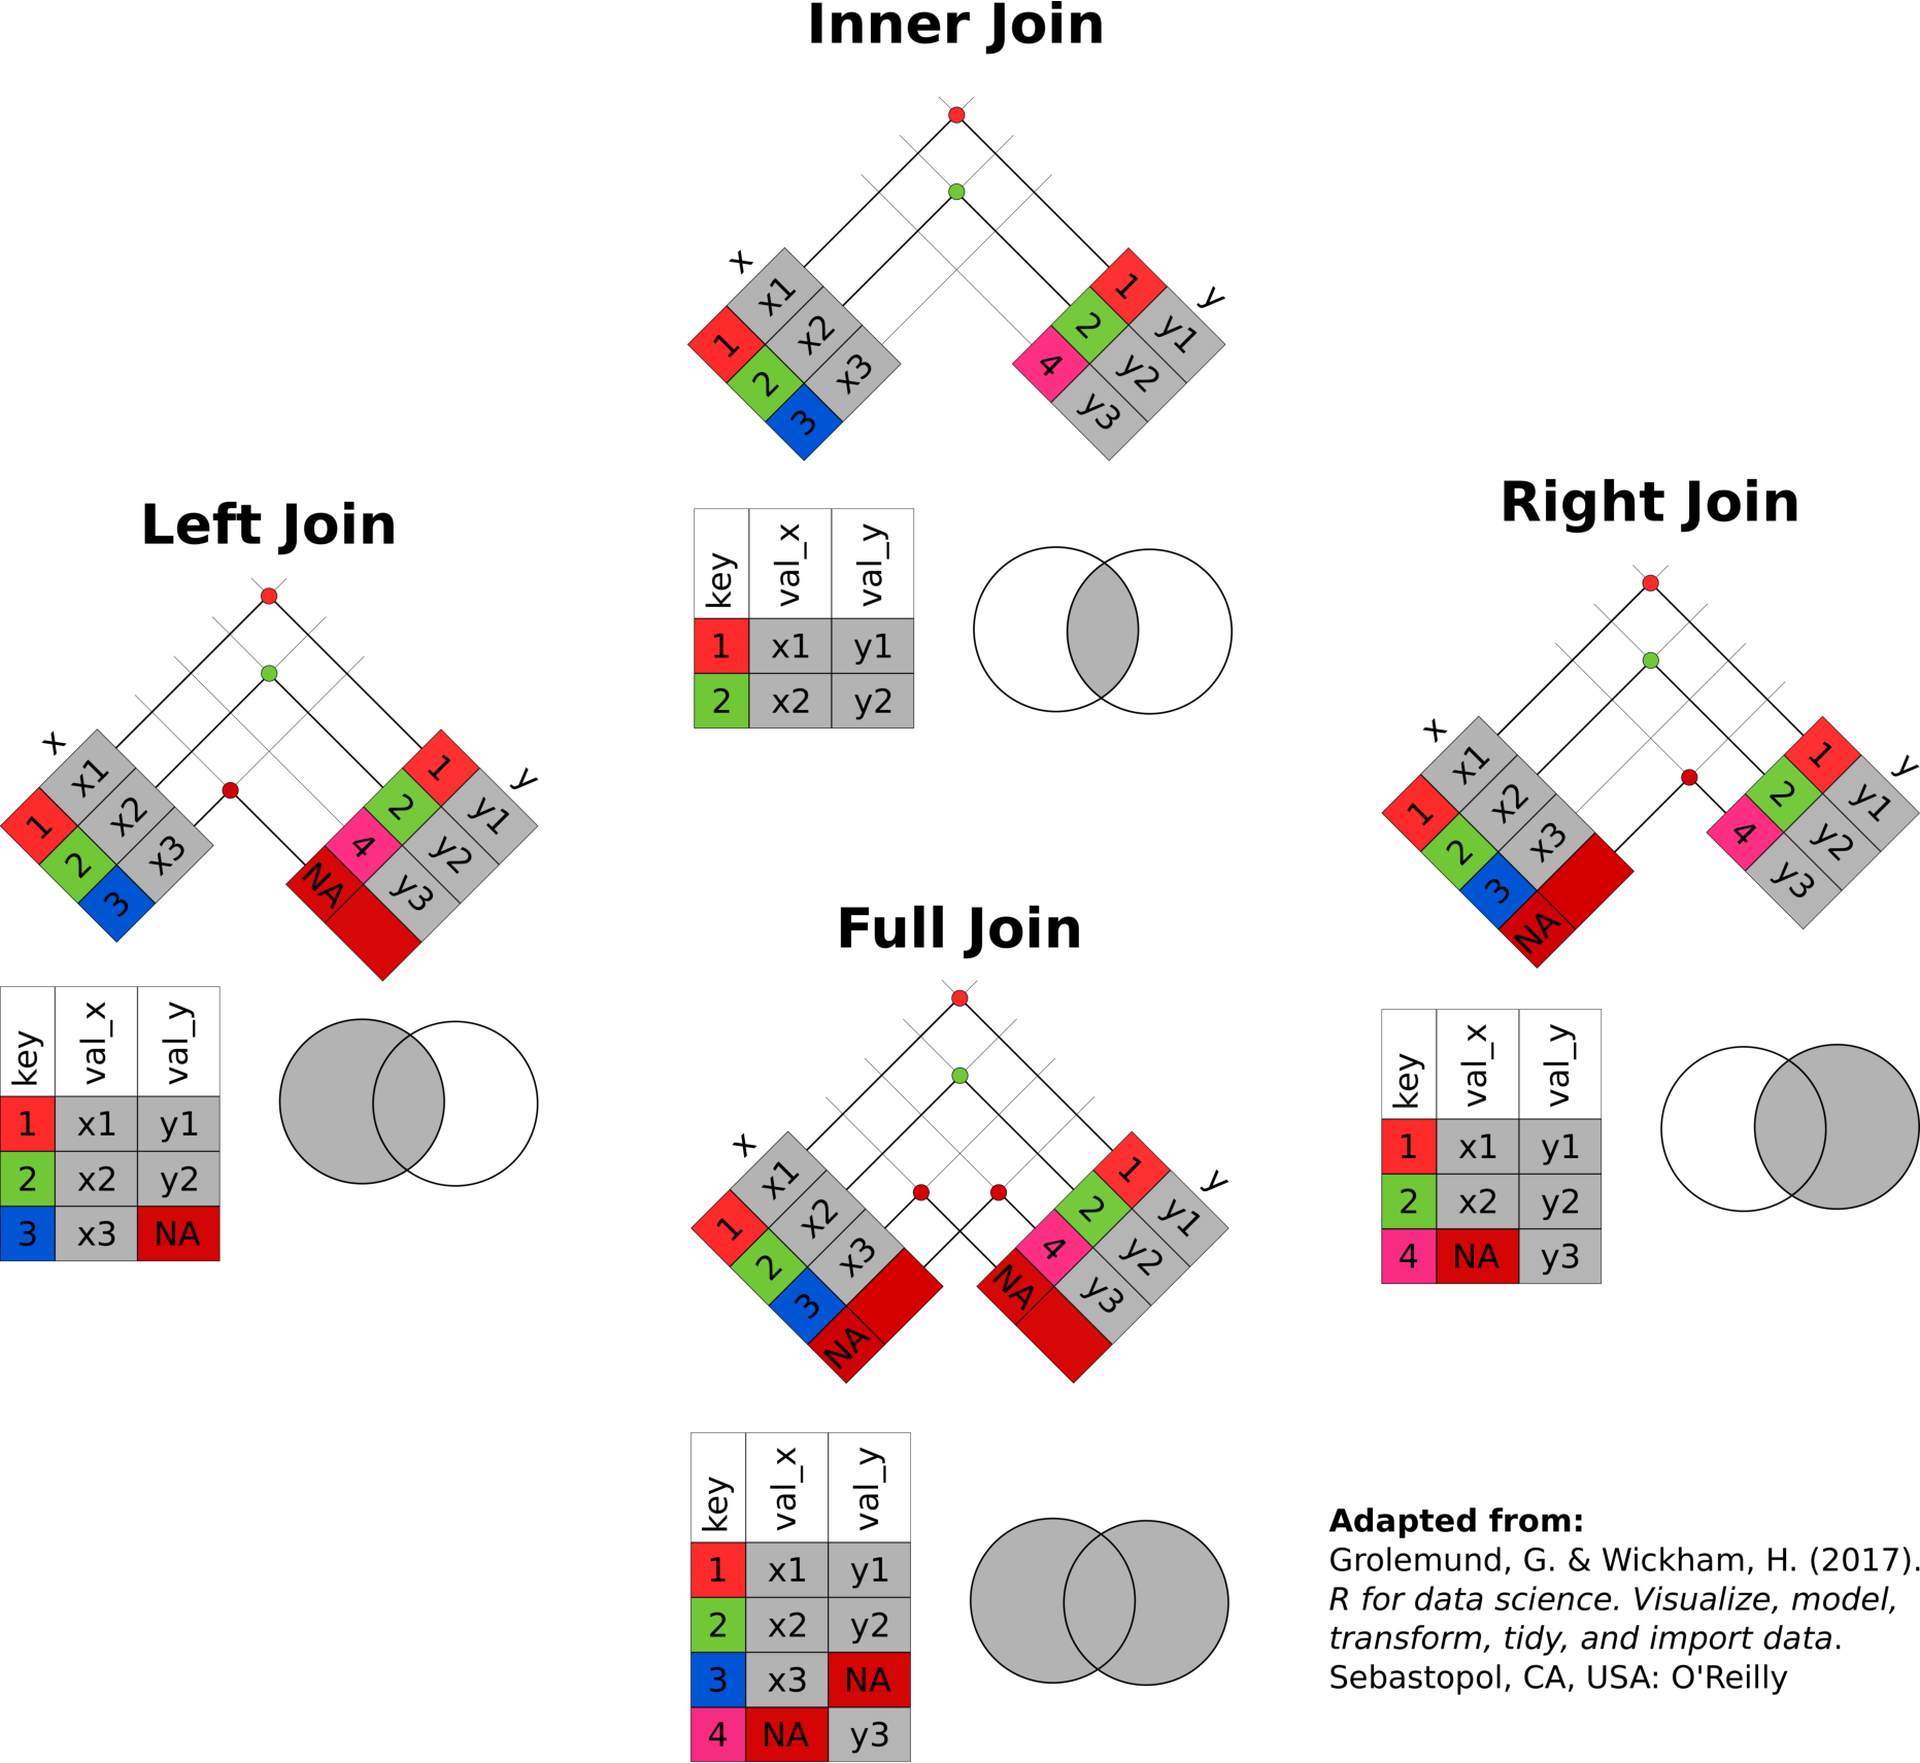 Inner Join
x
x1
1
x2
2
x3
3
y
1
y1
2
y2
4
y3
key val_x val_y
1 x1 y1
2 x2 y2
Left Join
x
x1
1
x2
2
x3
3
y
1
y1
2
y2
4
y3
NA
key val_x val_y
1 x1 y1
2 x2 y2
3 x3 NA
Right Join
x
x1
1
x2
2
x3
3
NA
y
1
y1
2
y2
4
y3
key val_x val_y
1 x1 y1
2 x2 y2
4 NA y3
Full Join
x
x1
1
x2
2
x3
3
NA
y
1
y1
2
y2
4
y3
NA
key val_x val_y
1 x1 y1
2 x2 y2
3 x3 NA
4 NA y3
Adapted from:
Grolemund, G. & Wickham, H. (2017).
R for data science. Visualize, model,
transform, tidy, and import data.
Sebastopol, CA, USA: O'Reilly